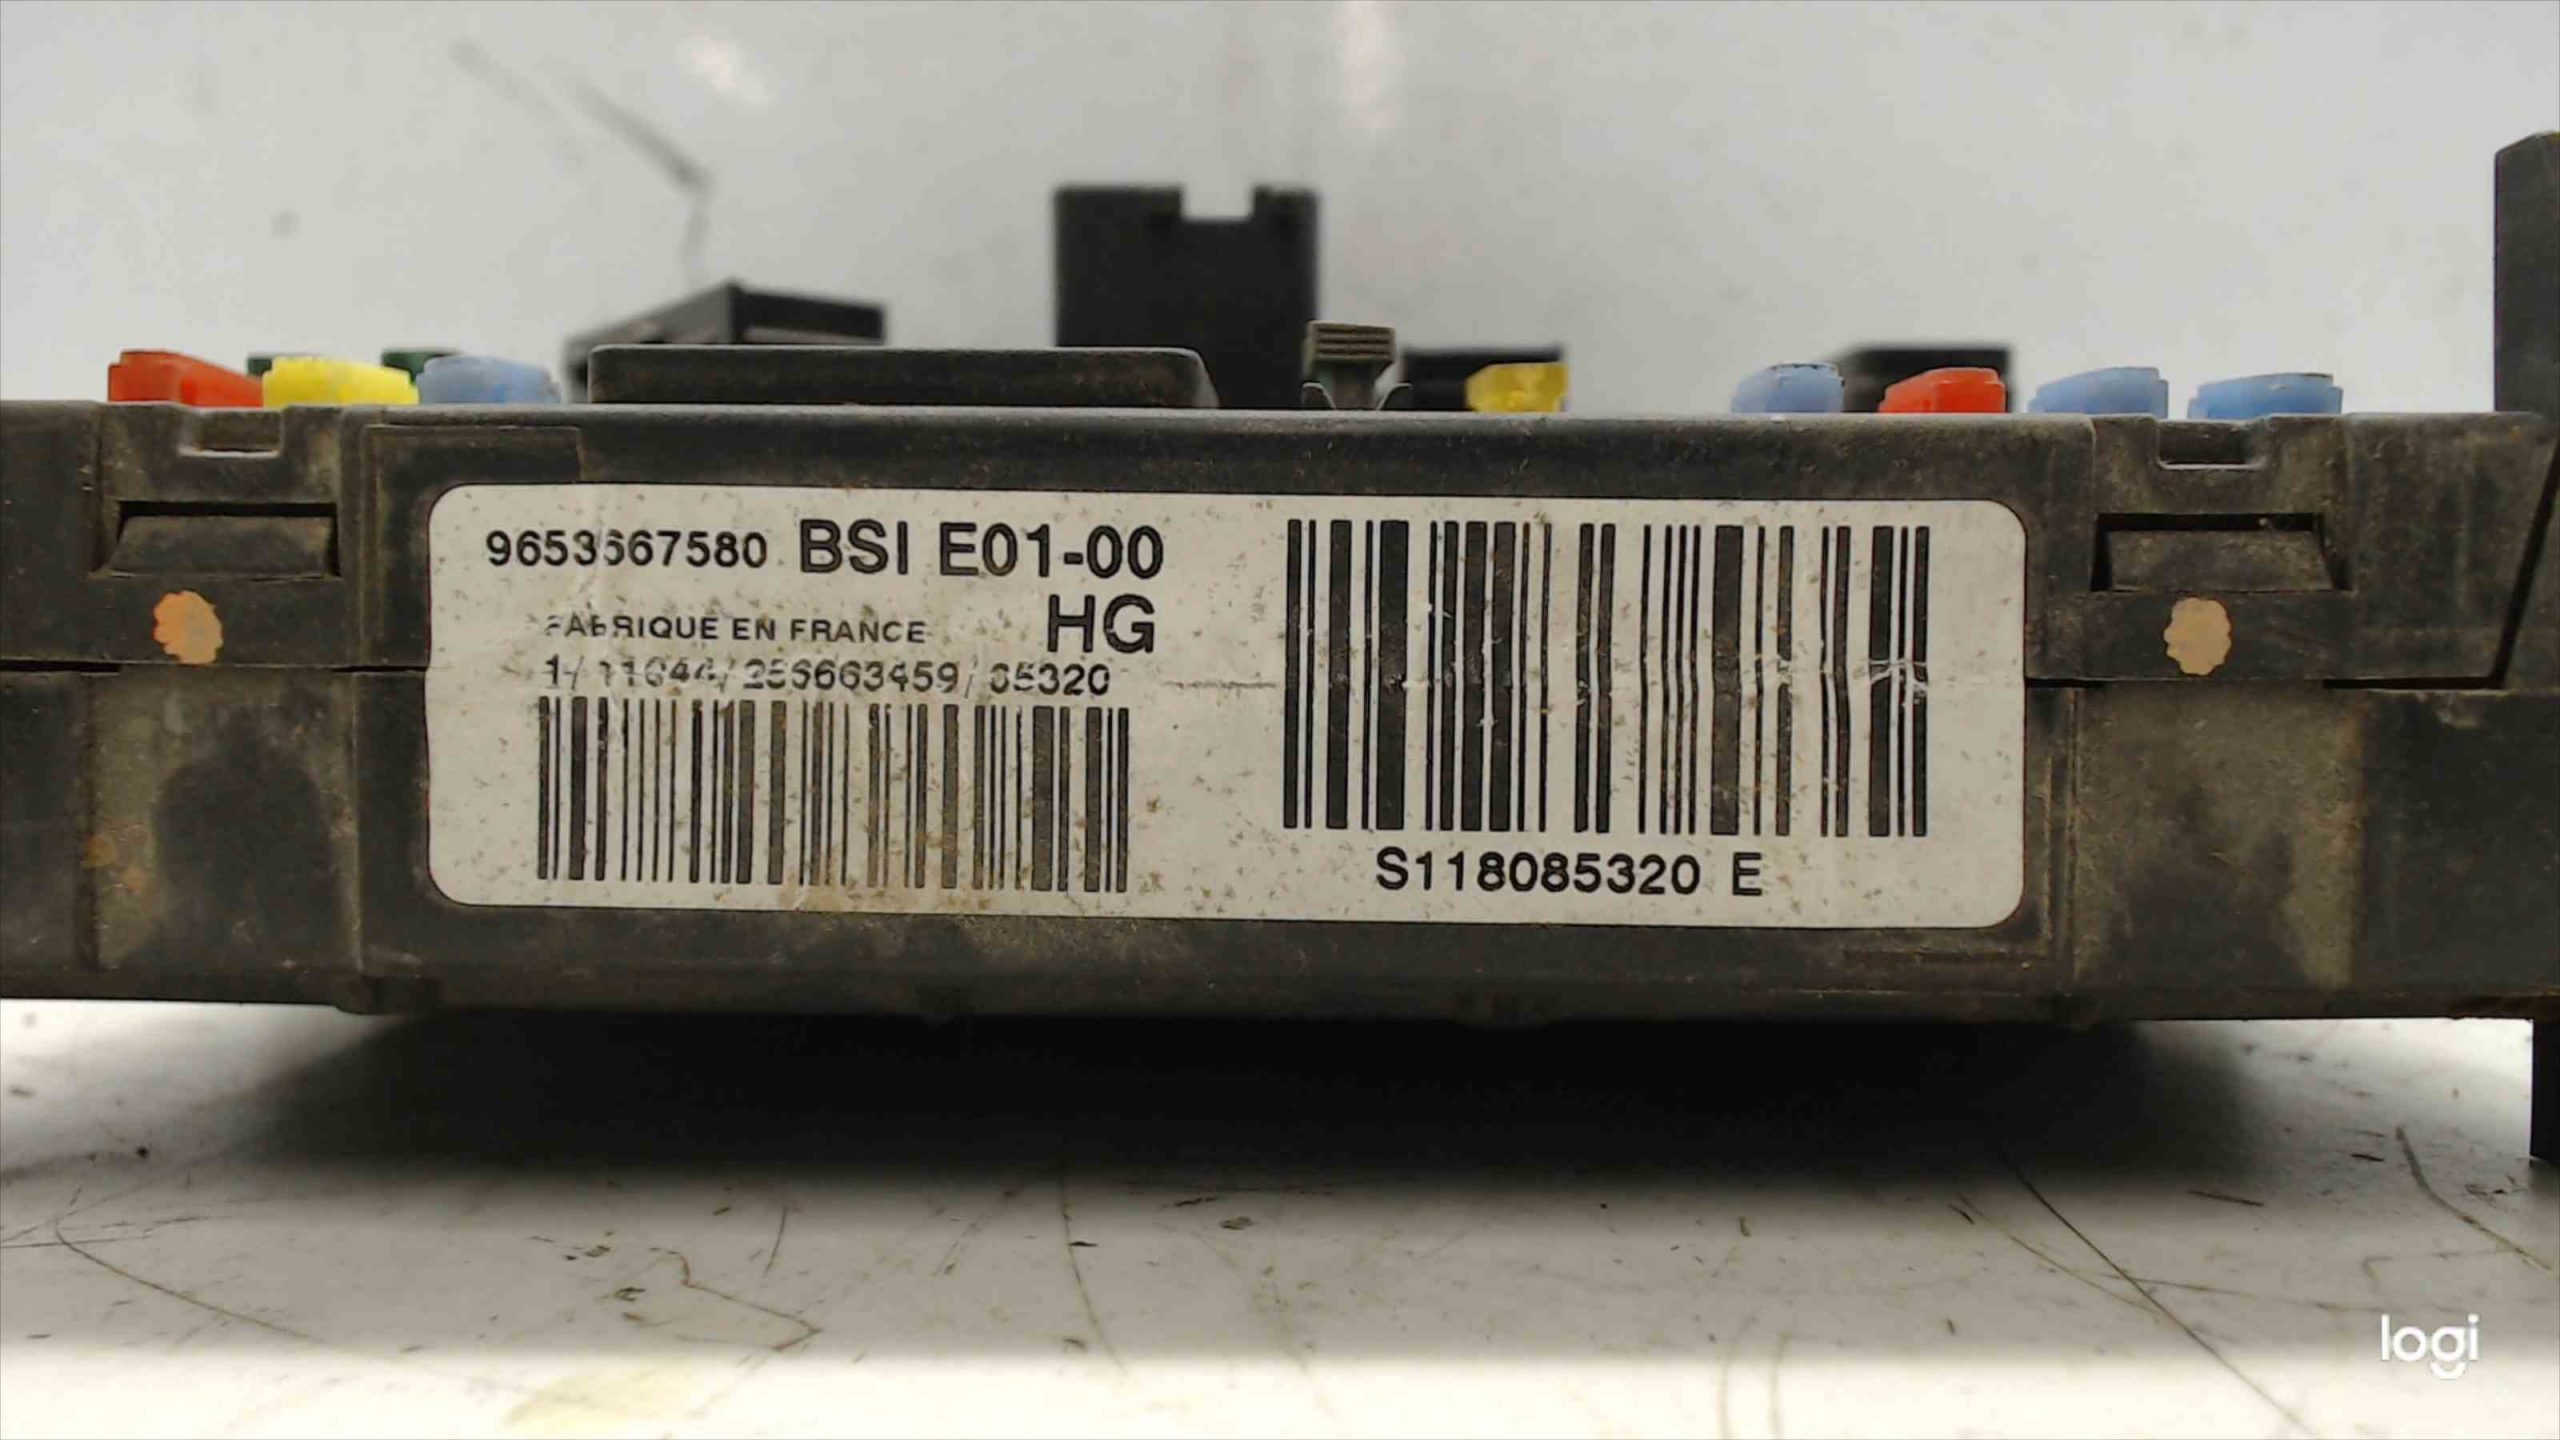 9653667580 BSI E01-00
FABRIQUE EN FRANCE HG
S118085320 E
logi